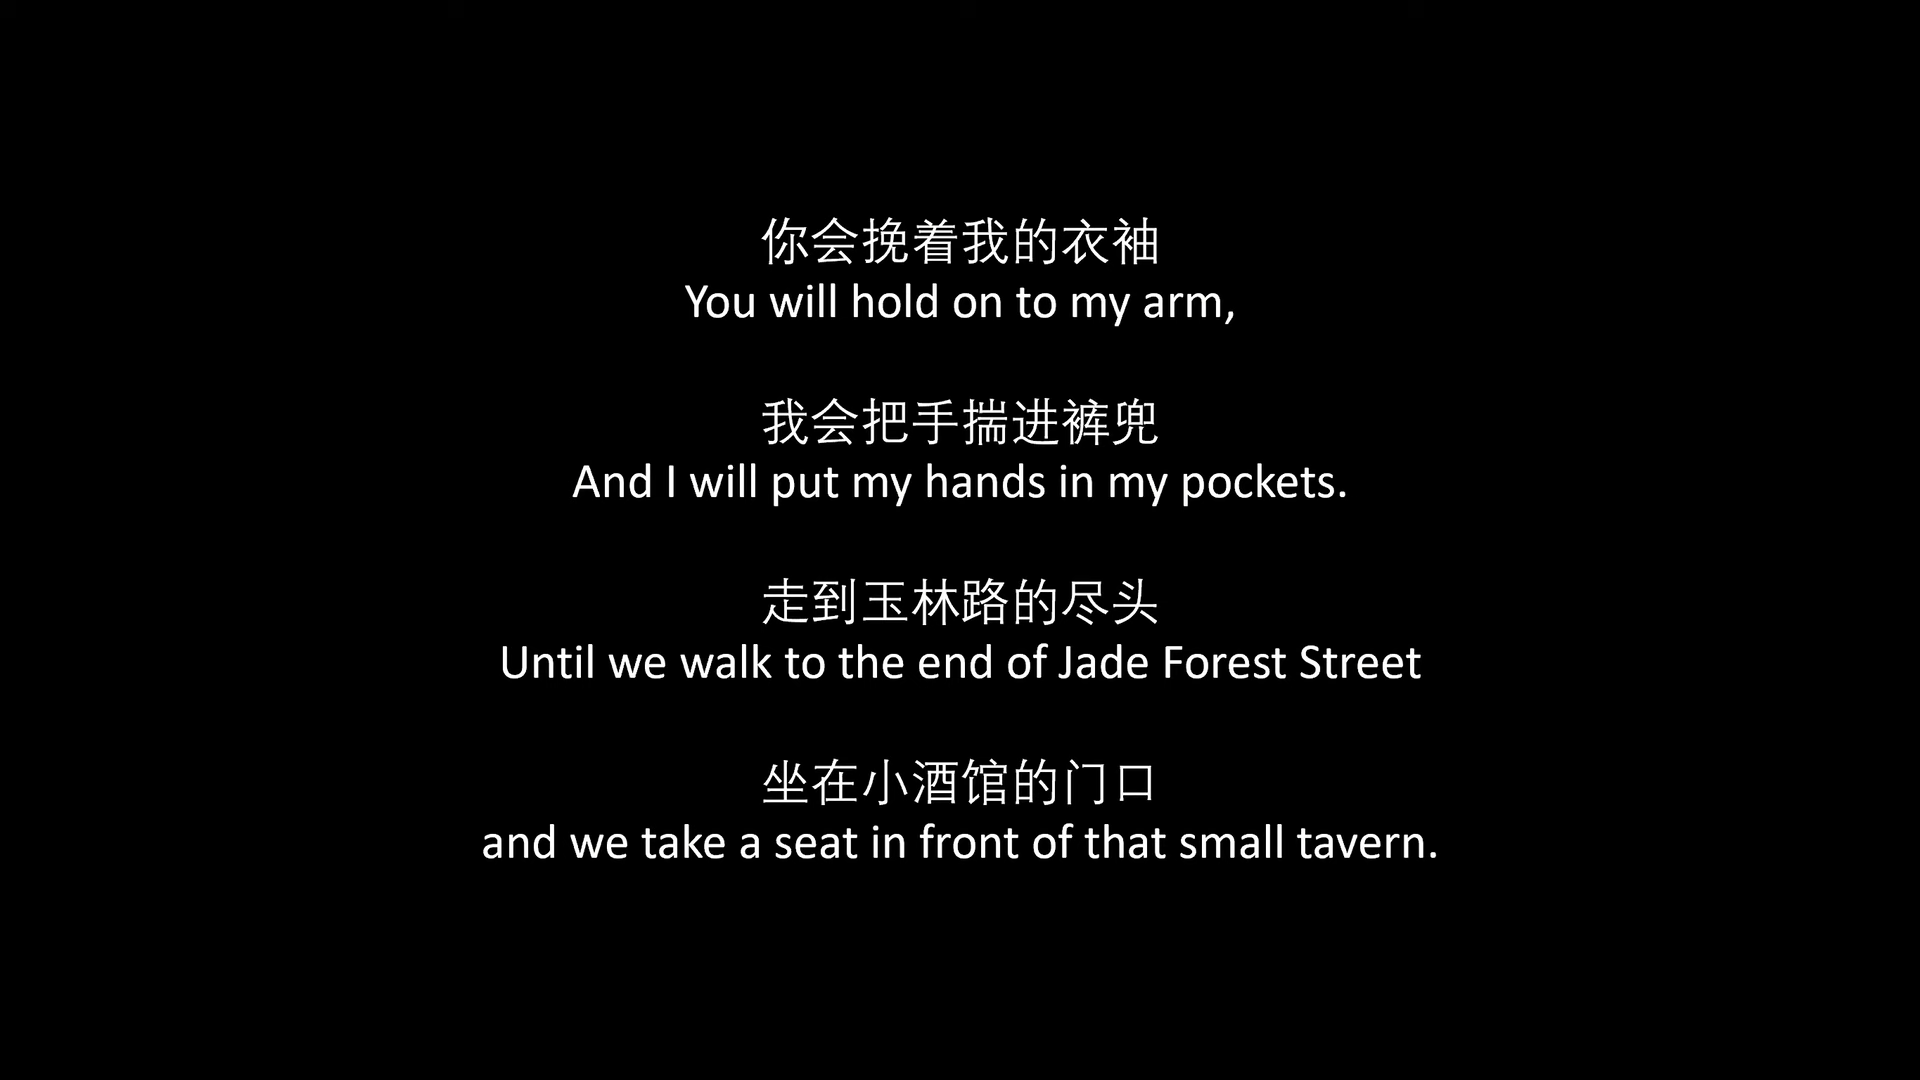 你会挽着我的衣袖
You will hold on to my arm,
我会把手揣进裤兜
And I will put my hands in my pockets.
走到玉林路的尽头
Until we walk to the end of Jade Forest Street
坐在小酒馆的门口
and we take a seat in front of that small tavern.